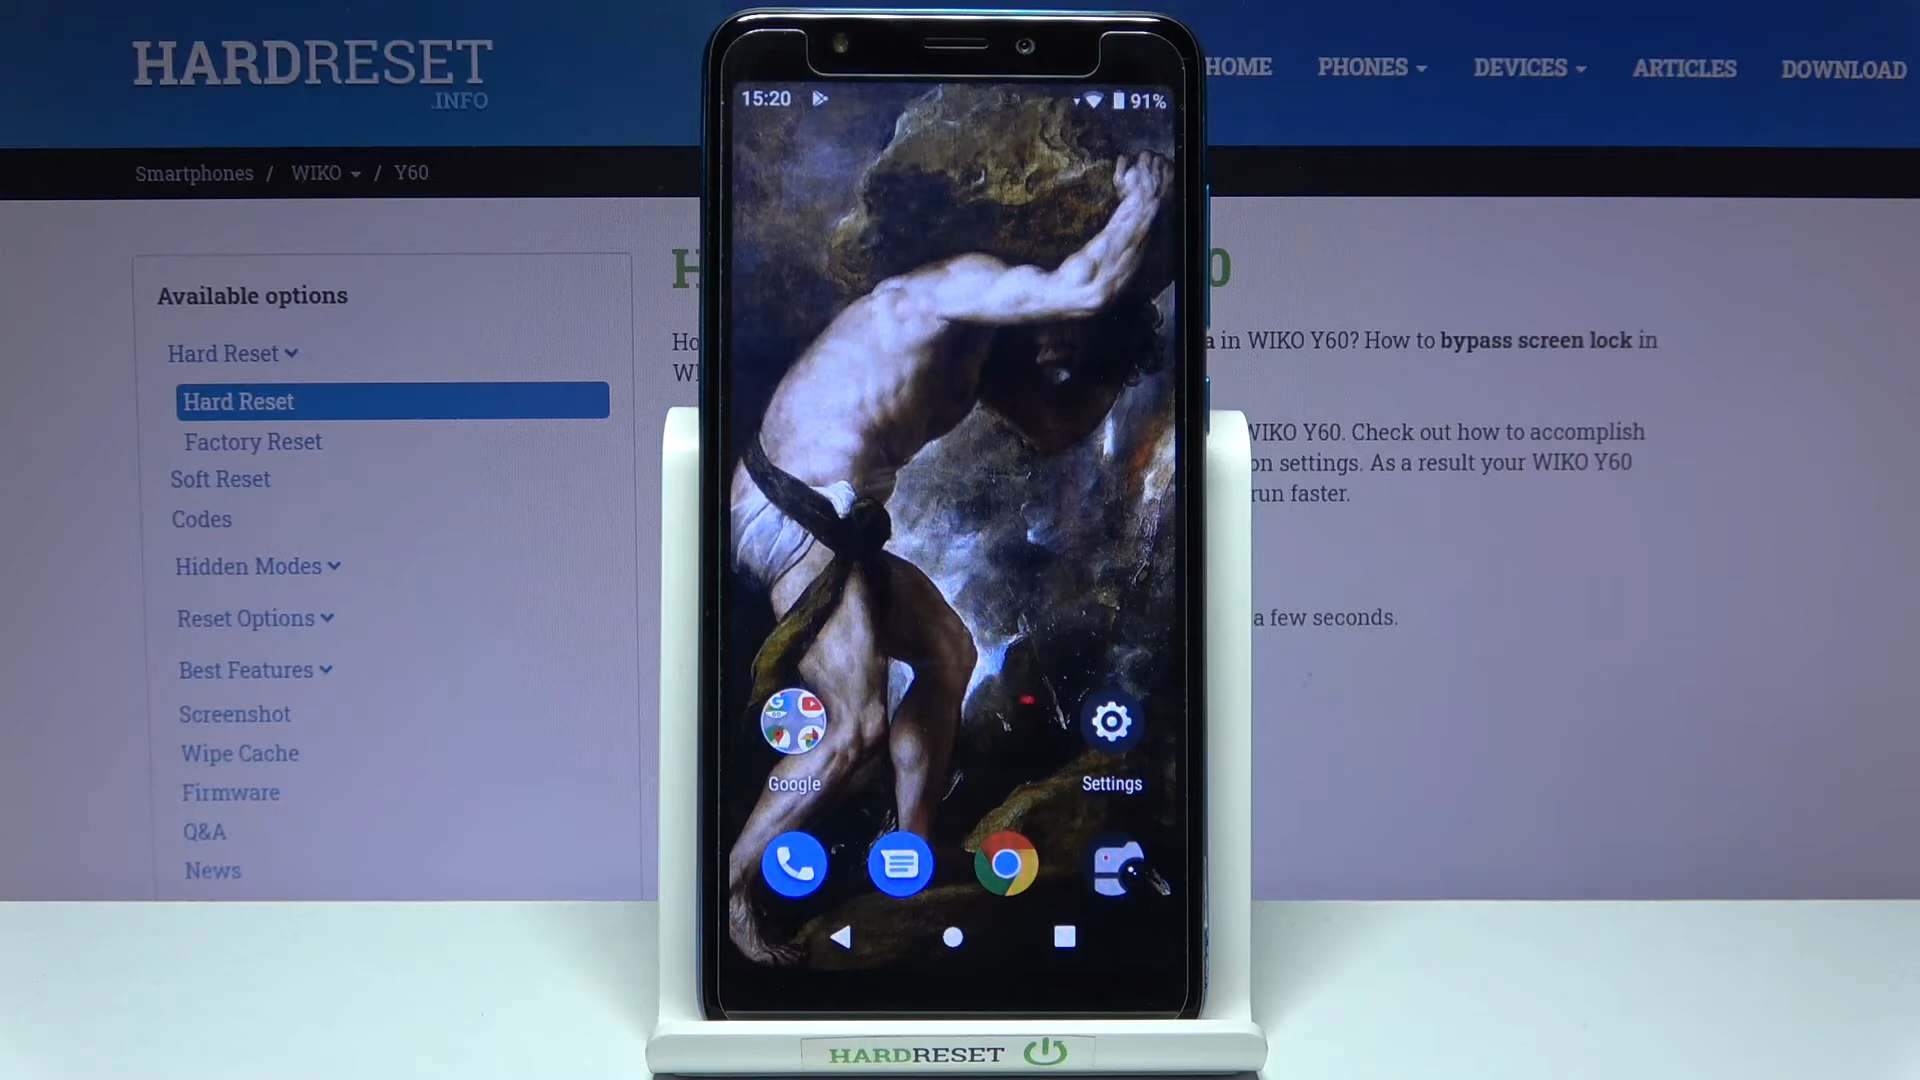 HARDRESET
.INFO
HOME PHONES DEVICES ARTICLES DOWNLOAD
Smartphones / WIKO / Y60
Available options
Hard Reset
Hard Reset
Factory Reset
Soft Reset
Codes
Hidden Modes
Reset Options
Best Features
Screenshot
Wipe Cache
Firmware
Q&A
News
15:20 91%
Google Settings
in WIKO Y60? How to bypass screen lock in
WIKO Y60. Check out how to accomplish
on settings. As a result your WIKO Y60
run faster.
a few seconds.
HARDRESET